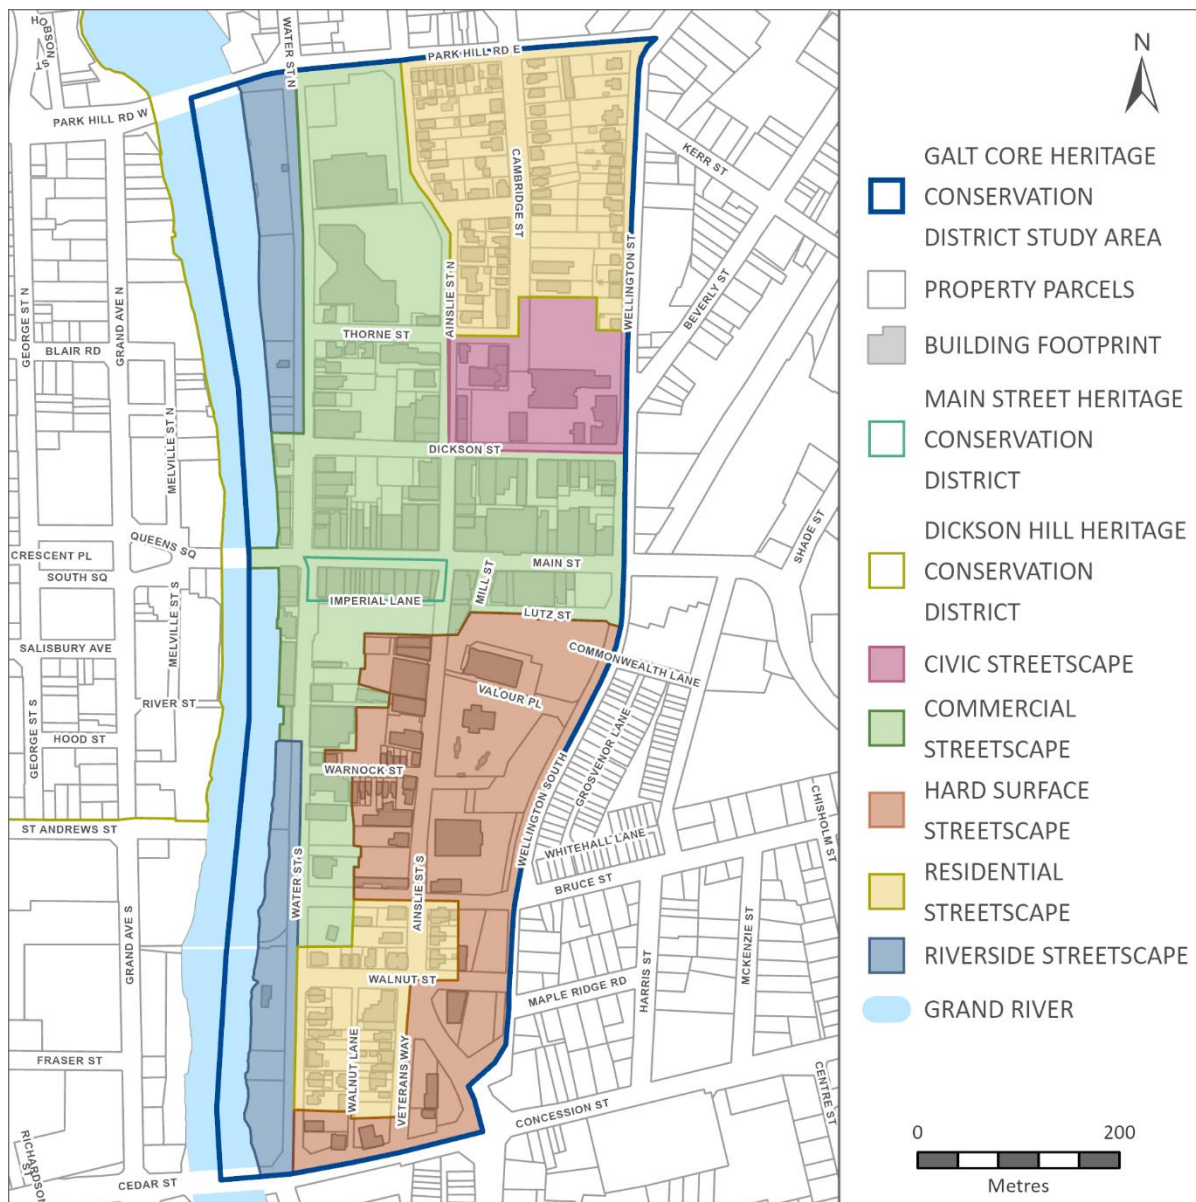 HOBSON
ST
WATER ST N
PARK HILL RD E
PARK HILL RD W
KERR ST
CAMBRIDGE ST
AINSLIE ST N
WELLINGTON ST
BEVERLY ST
GEORGE ST N
GRAND AVE N
THORNE ST
BLAIR RD
MELVILLE ST N
DICKSON ST
SHADE ST
QUEENS SQ
CRESCENT PL
SOUTH SQ
MAIN ST
MILL ST
IMPERIAL LANE
LUTZ ST
MELVILLE ST S
SALISBURY AVE
COMMONWEALTH LANE
VALOUR PL
RIVER ST
GEORGE ST S
HOOD ST
GROSVENOR LANE
WELLINGTON SOUTH
WARNOCK ST
CHISHOLM ST
ST ANDREWS ST
WHITEHALL LANE
WATER ST S
AINSLIE ST S
BRUCE ST
GRAND AVE S
MCKENZIE ST
HARRIS ST
WALNUT ST
MAPLE RIDGE RD
FRASER ST
WALNUT LANE
VETERANS WAY
CENTRE ST
CONCESSION ST
RICHARDSON
ST
CEDAR ST
N
GALT CORE HERITAGE
CONSERVATION
DISTRICT STUDY AREA
PROPERTY PARCELS
BUILDING FOOTPRINT
MAIN STREET HERITAGE
CONSERVATION
DISTRICT
DICKSON HILL HERITAGE
CONSERVATION
DISTRICT
CIVIC STREETSCAPE
COMMERCIAL
STREETSCAPE
HARD SURFACE
STREETSCAPE
RESIDENTIAL
STREETSCAPE
RIVERSIDE STREETSCAPE
GRAND RIVER
0 200
Metres